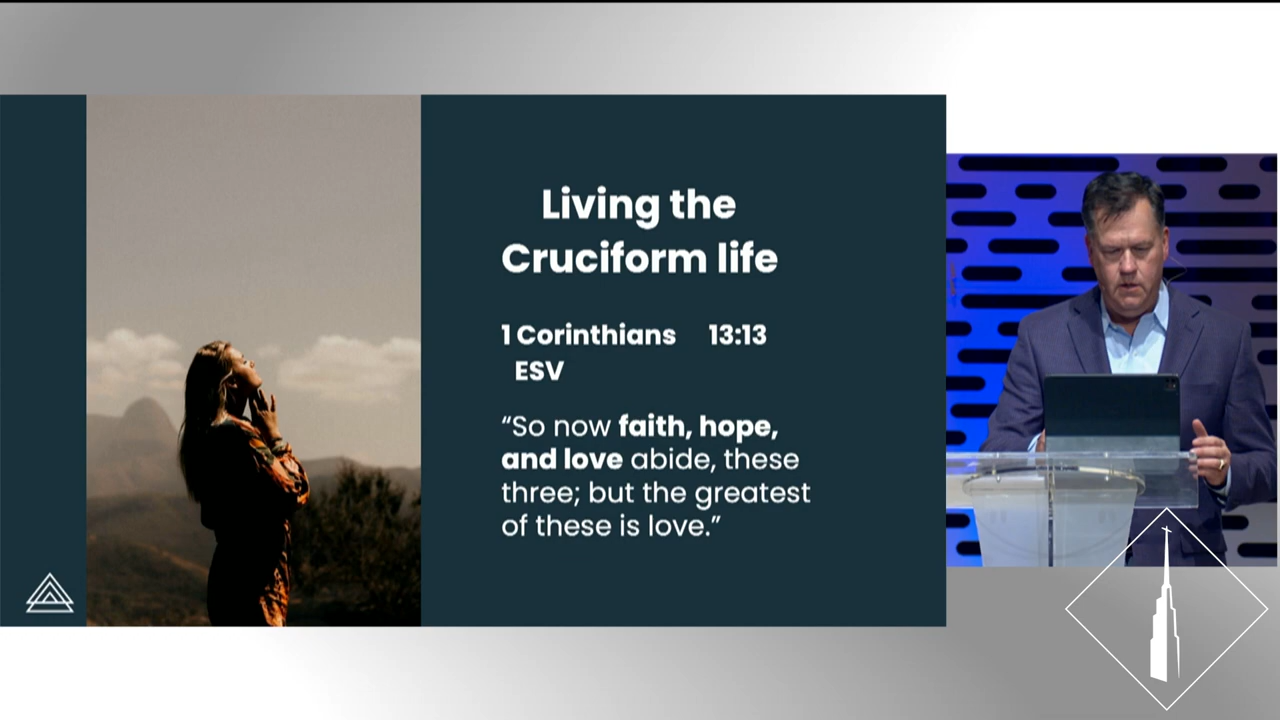 Living the
Cruciform life
1 Corinthians 13:13
ESV
“So now faith, hope,
and love abide, these
three; but the greatest
of these is love.”